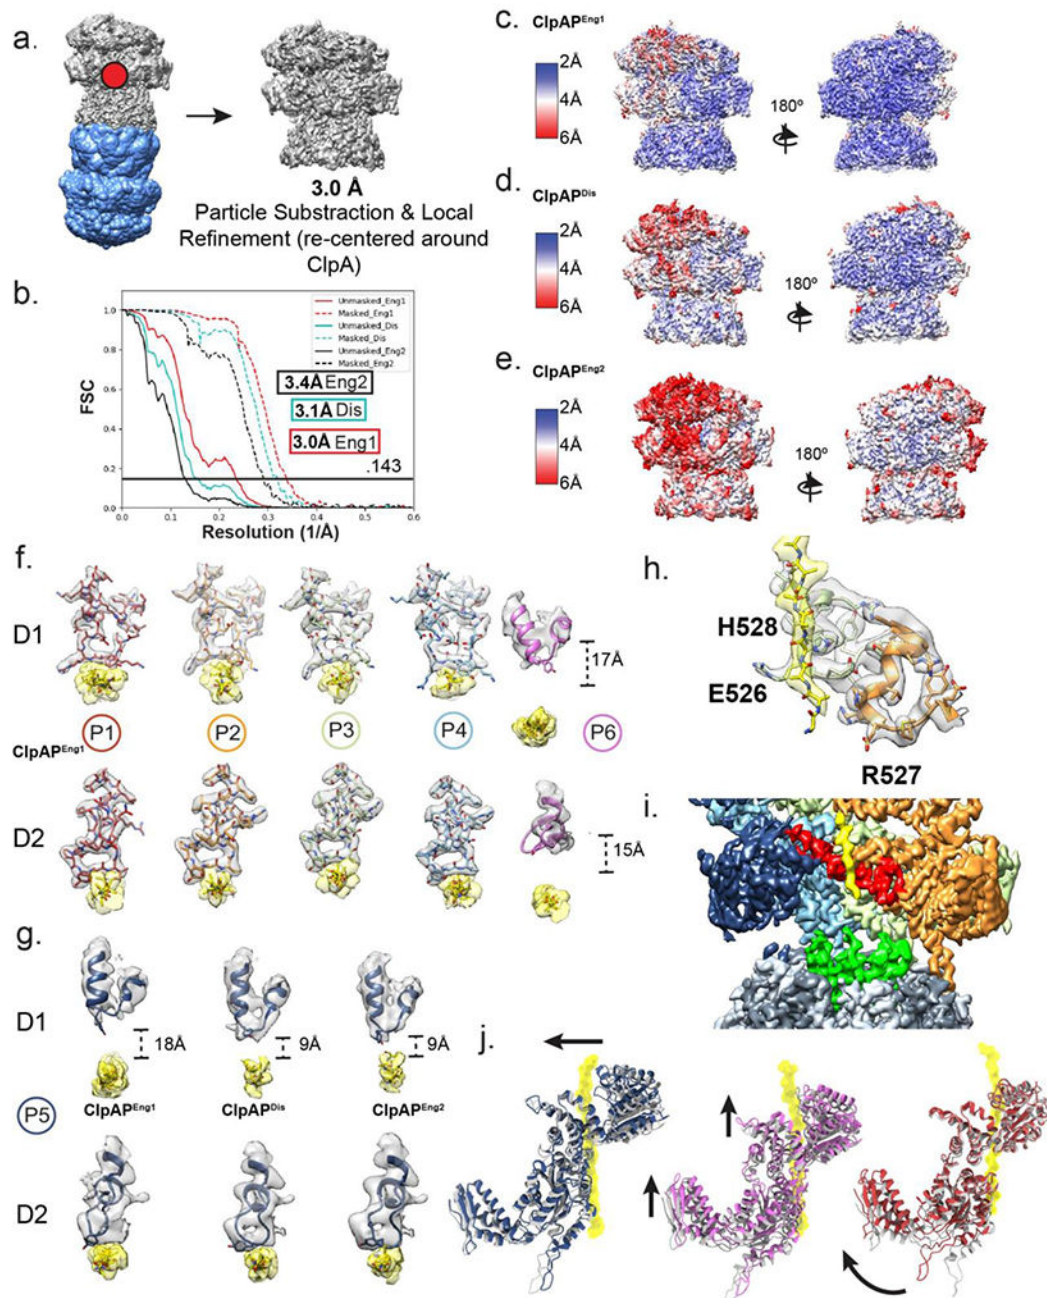 a.
3.0 Å
Particle Substraction & Local
Refinement (re-centered around
ClpA)
b.
Unmasked_Eng1
Masked_Eng1
Unmasked_Dis
Masked_Dis
Unmasked_Eng2
Masked_Eng2
3.4Å Eng2
3.1Å Dis
3.0Å Eng1
.143
FSC
1.0
0.8
0.6
0.4
0.2
0.0
0.0 0.1 0.2 0.3 0.4 0.5 0.6
Resolution (1/Å)
c.
ClpAP^Eng1
2Å
4Å
6Å
180º
d.
ClpAP^Dis
2Å
4Å
6Å
180º
e.
ClpAP^Eng2
2Å
4Å
6Å
180º
f.
D1
17Å
ClpAP^Eng1
P1 P2 P3 P4 P6
D2
15Å
g.
D1
18Å 9Å 9Å
P5
ClpAP^Eng1 ClpAP^Dis ClpAP^Eng2
D2
h.
H528
E526
R527
i.
j.